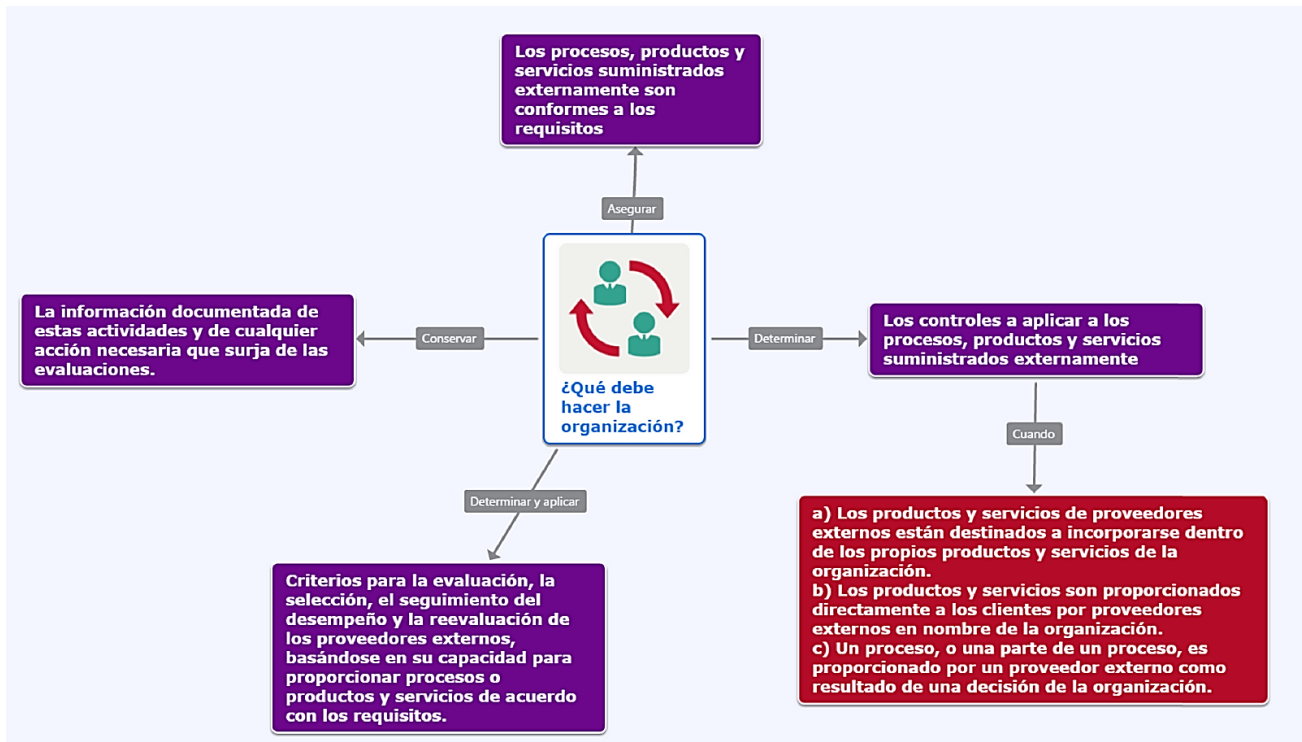 Los procesos, productos y
servicios suministrados
externamente son
conformes a los
requisitos
Asegurar
La información documentada de
estas actividades y de cualquier
acción necesaria que surja de las
evaluaciones.
Conservar
¿Qué debe
hacer la
organización?
Determinar
Los controles a aplicar a los
procesos, productos y servicios
suministrados externamente
Cuando
a) Los productos y servicios de proveedores
externos están destinados a incorporarse dentro
de los propios productos y servicios de la
organización.
b) Los productos y servicios son proporcionados
directamente a los clientes por proveedores
externos en nombre de la organización.
c) Un proceso, o una parte de un proceso, es
proporcionado por un proveedor externo como
resultado de una decisión de la organización.
Determinar y aplicar
Criterios para la evaluación, la
selección, el seguimiento del
desempeño y la reevaluación de
los proveedores externos,
basándose en su capacidad para
proporcionar procesos o
productos y servicios de acuerdo
con los requisitos.